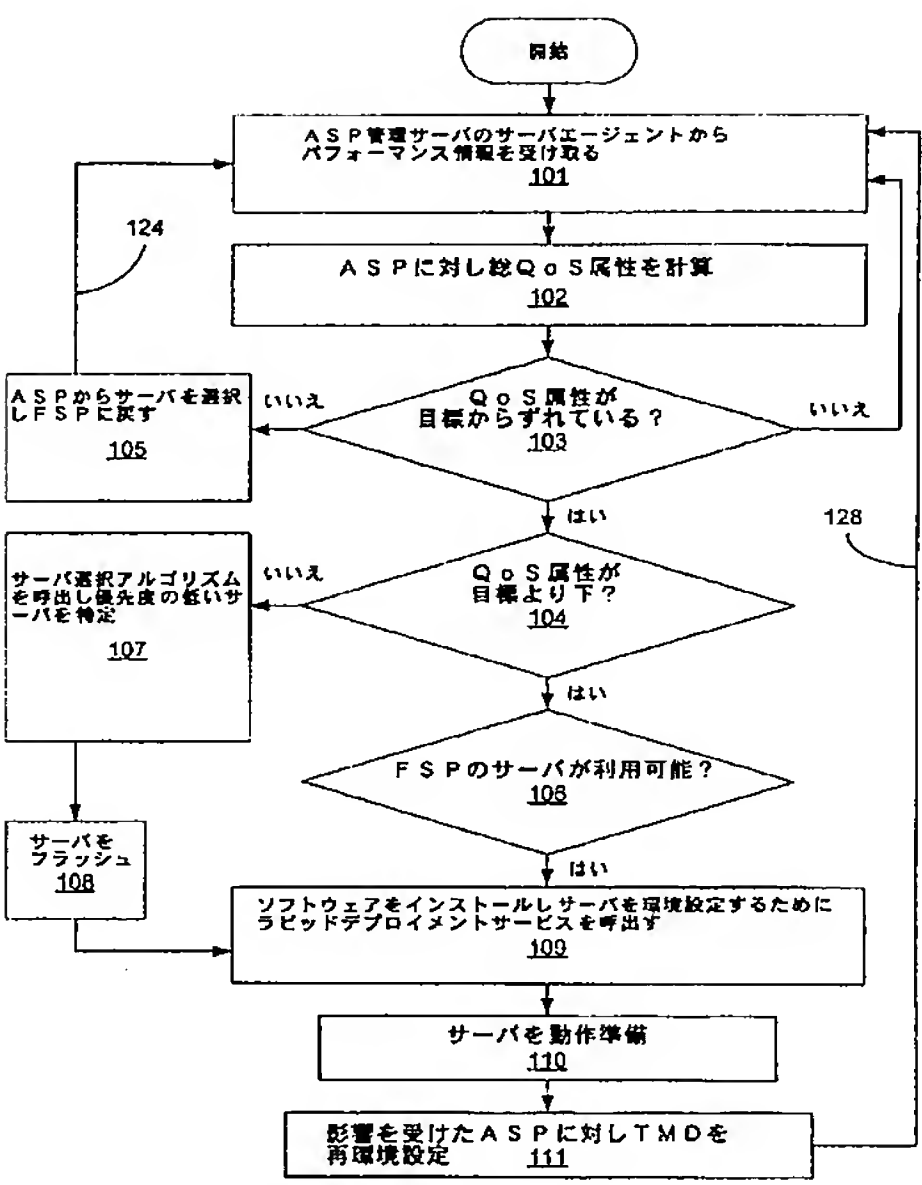 開始
ASP管理サーバのサーバエージェントから
パフォーマンス情報を受け取る
101
124
ASPに対し総QoS属性を計算
102
ASPからサーバを選択
しFSPに戻す
105
いいえ
QoS属性が
目標からずれている?
103
いいえ
はい
128
サーバ選択アルゴリズム
を呼出し優先度の低いサー
バを特定
107
いいえ
QoS属性が
目標より下?
104
はい
FSPのサーバが利用可能?
106
はい
サーバを
フラッシュ
108
ソフトウェアをインストールしサーバを環境設定するために
ラピッドデプロイメントサービスを呼出す
109
サーバを動作準備
110
影響を受けたASPに対しTMDを
再環境設定 111